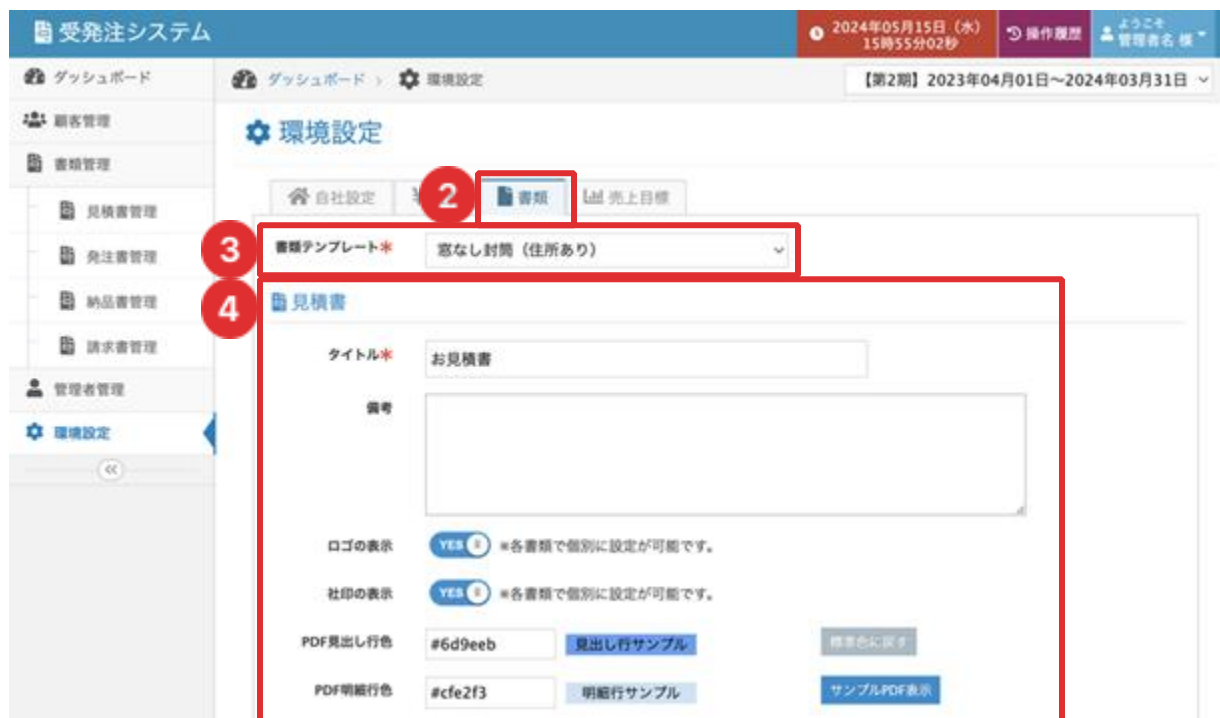 受発注システム
2024年05月15日（水）
15時55分02秒
操作履歴
ようこそ
管理者名 様
ダッシュボード
顧客管理
書類管理
見積書管理
発注書管理
納品書管理
請求書管理
管理者管理
環境設定
ダッシュボード › 環境設定
【第2期】2023年04月01日〜2024年03月31日
環境設定
自社設定
2
書類
売上目標
3
書類テンプレート*
窓なし封筒（住所あり）
4
見積書
タイトル*
お見積書
備考
ロゴの表示
YES
※各書類で個別に設定が可能です。
社印の表示
YES
※各書類で個別に設定が可能です。
PDF見出し行色
#6d9eeb
見出し行サンプル
標準色に戻す
PDF明細行色
#cfe2f3
明細行サンプル
サンプルPDF表示